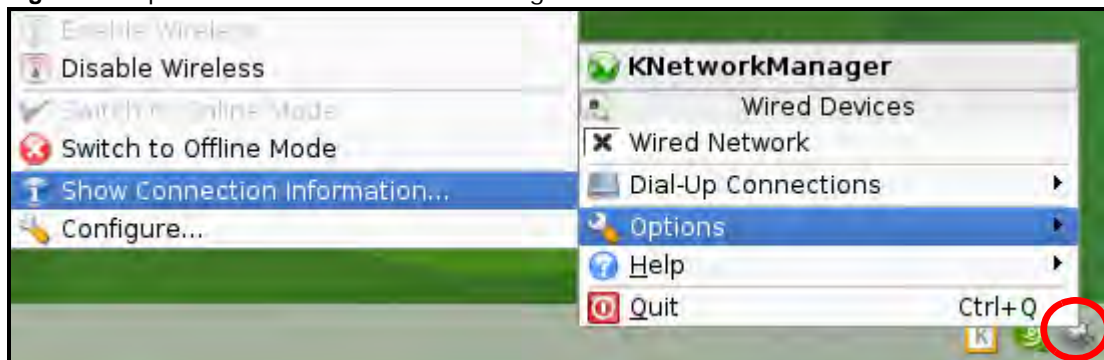 Enable Wireless
Disable Wireless
Switch to Online Mode
Switch to Offline Mode
Show Connection Information...
Configure...
KNetworkManager
Wired Devices
Wired Network
Dial-Up Connections
Options
Help
Quit Ctrl+Q
K